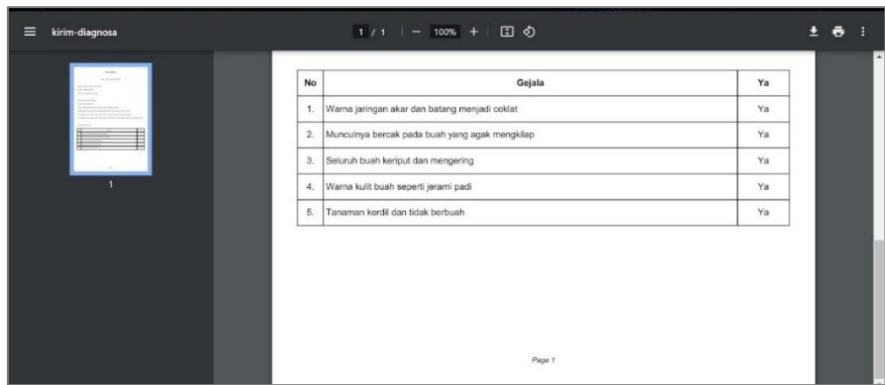 kirim-diagnosa
1 / 1 | − 100% +
No Gejala Ya
1. Warna jaringan akar dan batang menjadi coklat Ya
2. Munculnya bercak pada buah yang agak mengkilap Ya
3. Seluruh buah keriput dan mengering Ya
4. Warna kulit buah seperti jerami padi Ya
5. Tanaman kerdil dan tidak berbuah Ya
1
Page 1